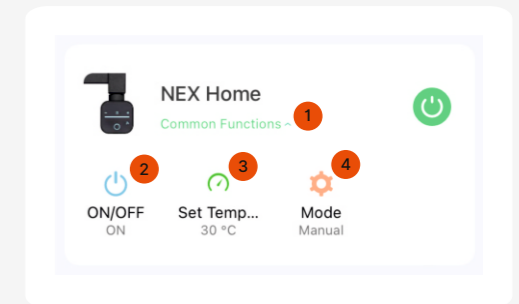 NEX Home
Common Functions
1
2
3
4
ON/OFF
Set Temp...
Mode
ON
30 °C
Manual